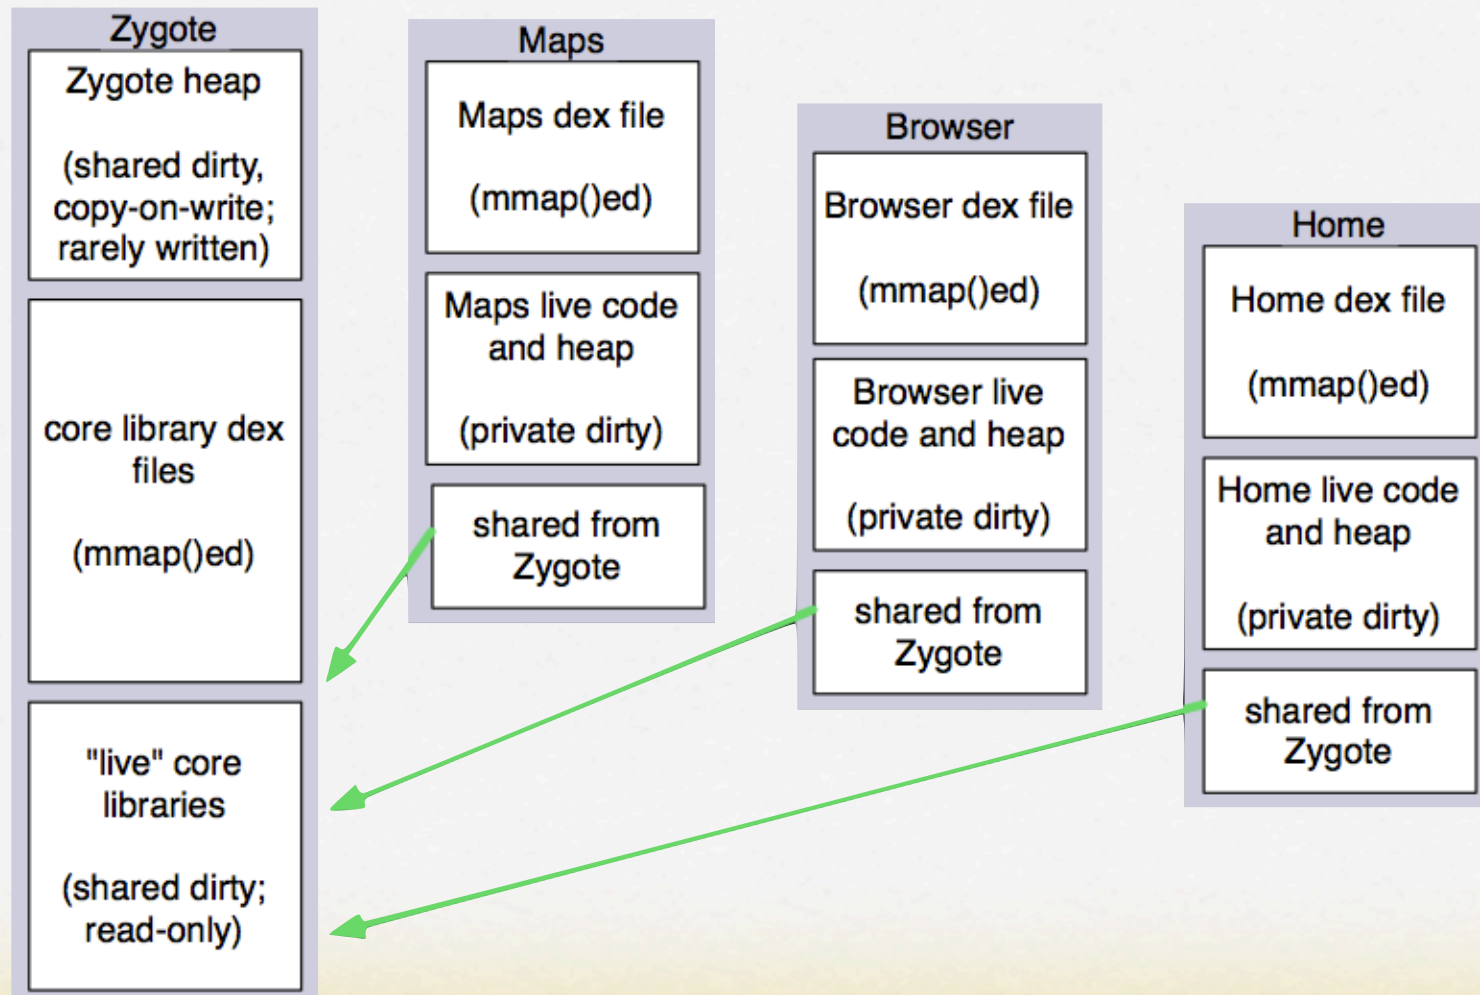 Zygote
Zygote heap
(shared dirty,
copy-on-write;
rarely written)
core library dex
files
(mmap()ed)
"live" core
libraries
(shared dirty;
read-only)
Maps
Maps dex file
(mmap()ed)
Maps live code
and heap
(private dirty)
shared from
Zygote
Browser
Browser dex file
(mmap()ed)
Browser live
code and heap
(private dirty)
shared from
Zygote
Home
Home dex file
(mmap()ed)
Home live code
and heap
(private dirty)
shared from
Zygote